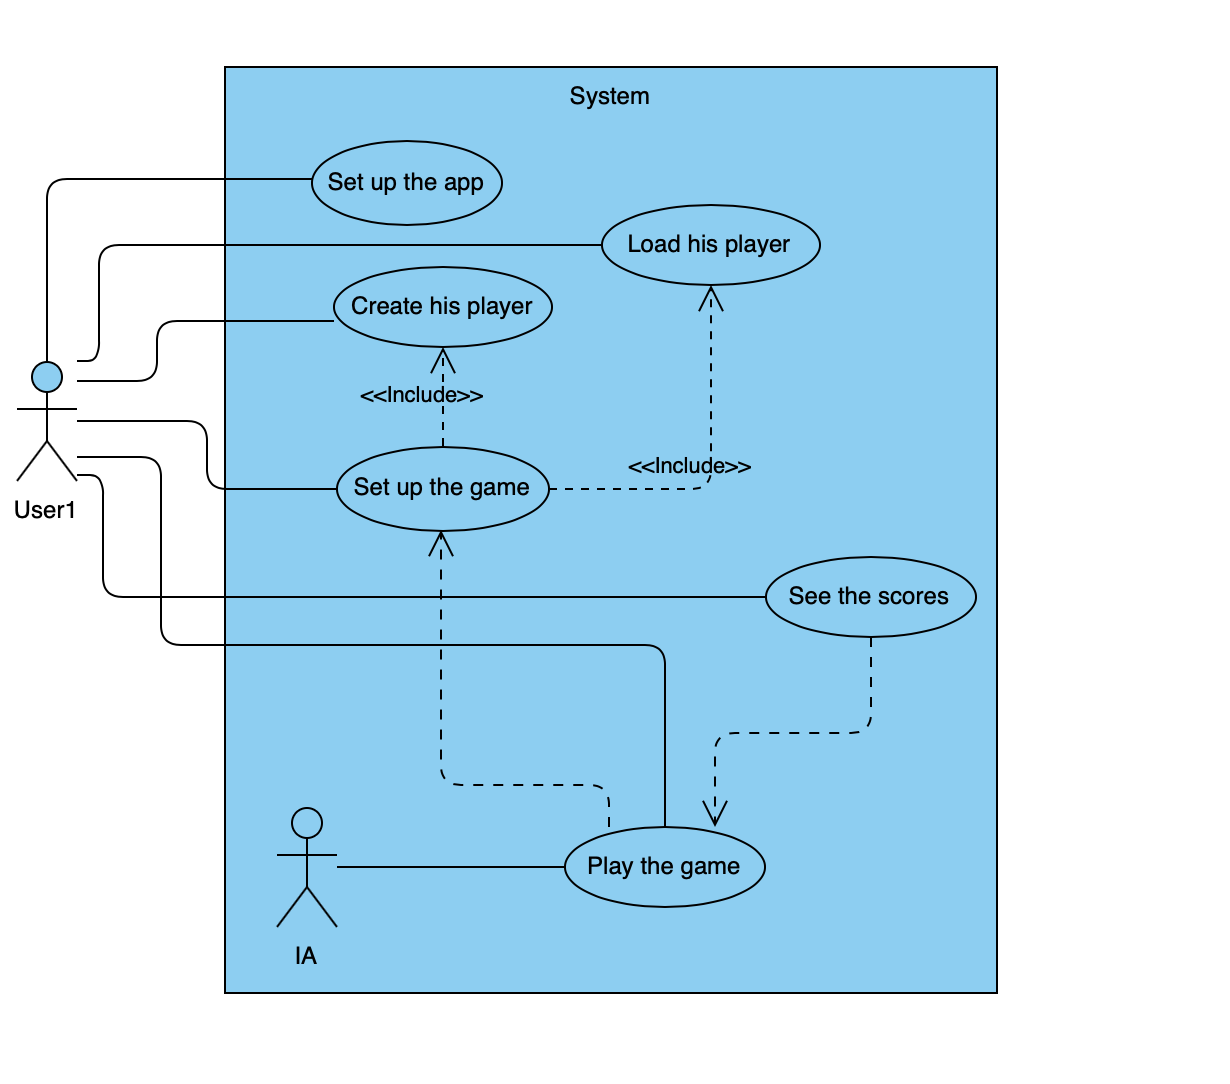 System
Set up the app
Load his player
Create his player
<<Include>>
<<Include>>
Set up the game
User1
See the scores
Play the game
IA